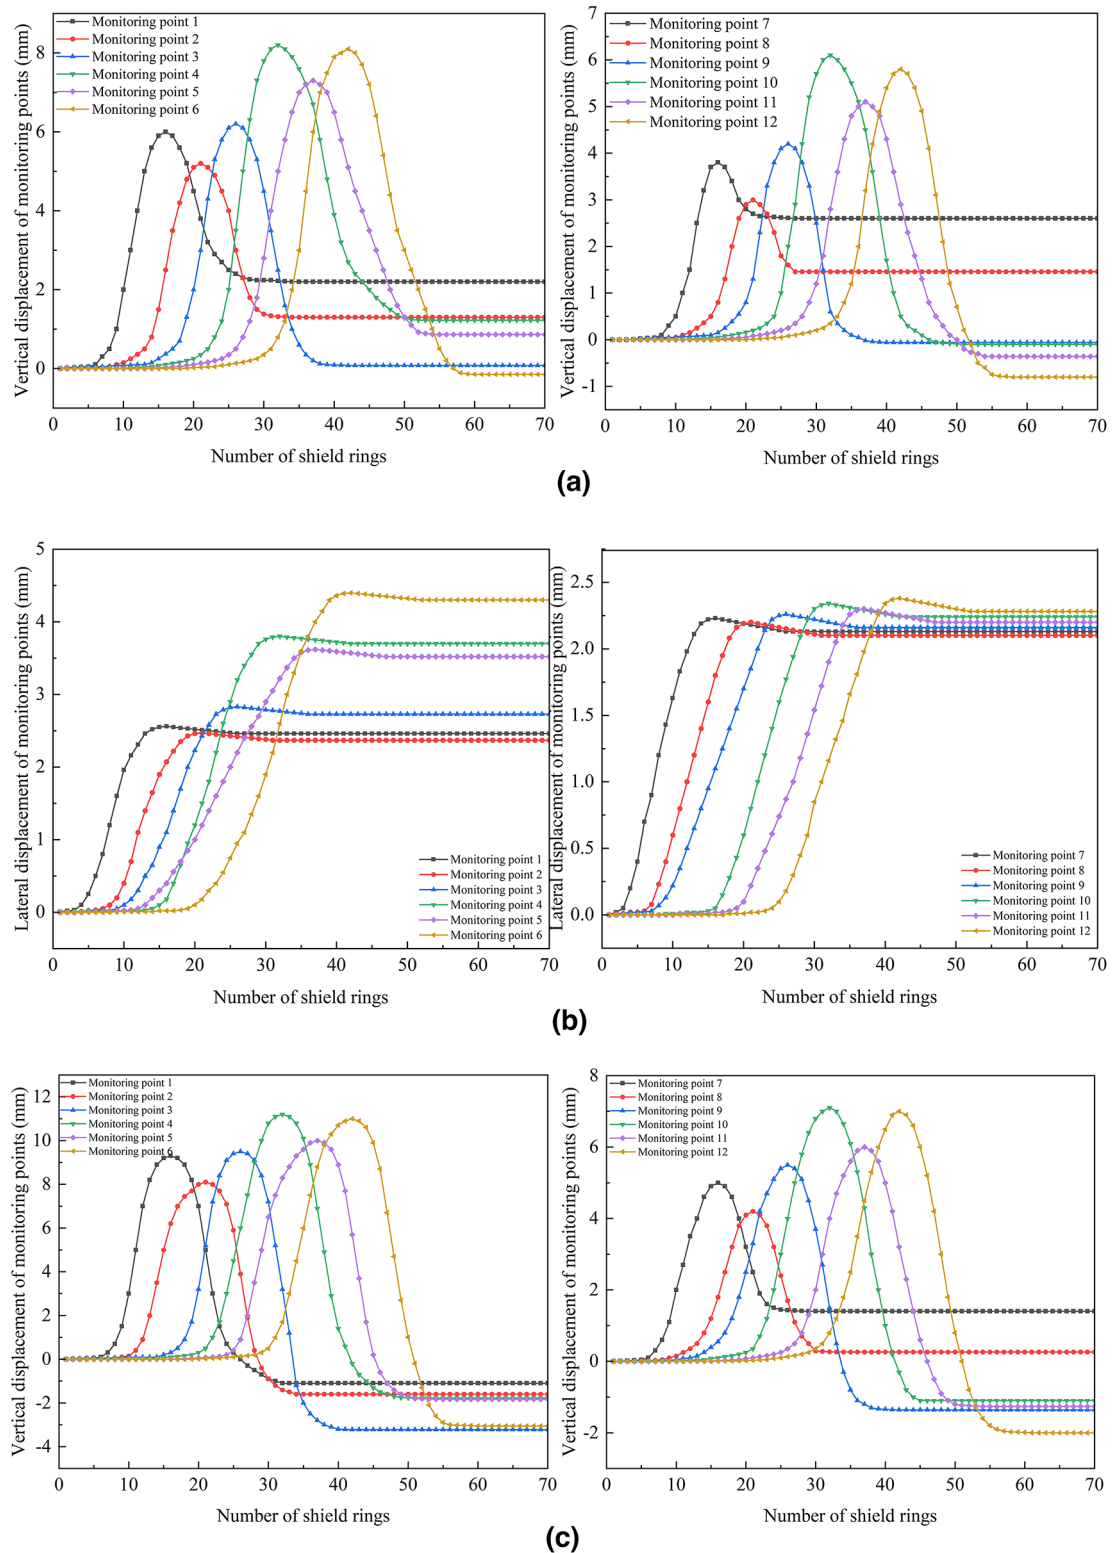 Vertical displacement of monitoring points (mm)
Monitoring point 1
Monitoring point 2
Monitoring point 3
Monitoring point 4
Monitoring point 5
Monitoring point 6
8
6
4
2
0
0 10 20 30 40 50 60 70
Number of shield rings
Vertical displacement of monitoring points (mm)
Monitoring point 7
Monitoring point 8
Monitoring point 9
Monitoring point 10
Monitoring point 11
Monitoring point 12
7
6
5
4
3
2
1
0
-1
0 10 20 30 40 50 60 70
Number of shield rings
(a)
Lateral displacement of monitoring points (mm)
5
4
3
2
1
0
Monitoring point 1
Monitoring point 2
Monitoring point 3
Monitoring point 4
Monitoring point 5
Monitoring point 6
0 10 20 30 40 50 60 70
Number of shield rings
Lateral displacement of monitoring points (mm)
2.5
2.0
1.5
1.0
0.5
0.0
Monitoring point 7
Monitoring point 8
Monitoring point 9
Monitoring point 10
Monitoring point 11
Monitoring point 12
0 10 20 30 40 50 60 70
Number of shield rings
(b)
Vertical displacement of monitoring points (mm)
Monitoring point 1
Monitoring point 2
Monitoring point 3
Monitoring point 4
Monitoring point 5
Monitoring point 6
12
10
8
6
4
2
0
-2
-4
0 10 20 30 40 50 60 70
Number of shield rings
Vertical displacement of monitoring points (mm)
Monitoring point 7
Monitoring point 8
Monitoring point 9
Monitoring point 10
Monitoring point 11
Monitoring point 12
8
6
4
2
0
-2
0 10 20 30 40 50 60 70
Number of shield rings
(c)